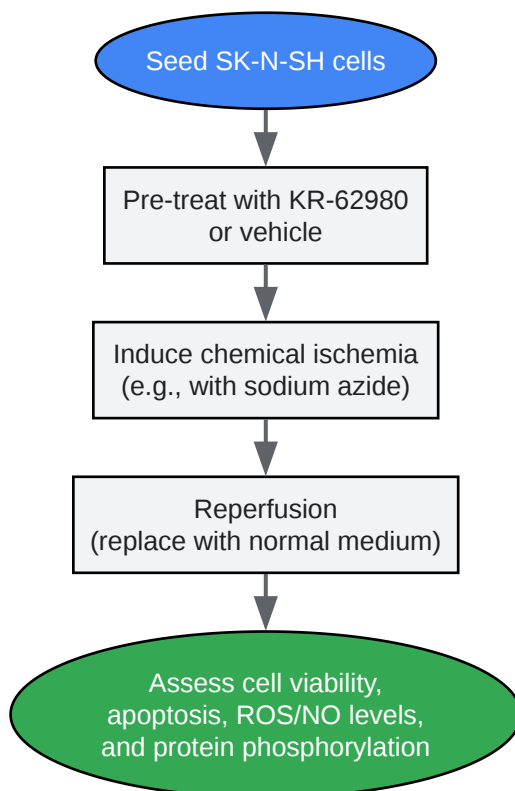 Seed SK-N-SH cells
Pre-treat with KR-62980
or vehicle
Induce chemical ischemia
(e.g., with sodium azide)
Reperfusion
(replace with normal medium)
Assess cell viability,
apoptosis, ROS/NO levels,
and protein phosphorylation